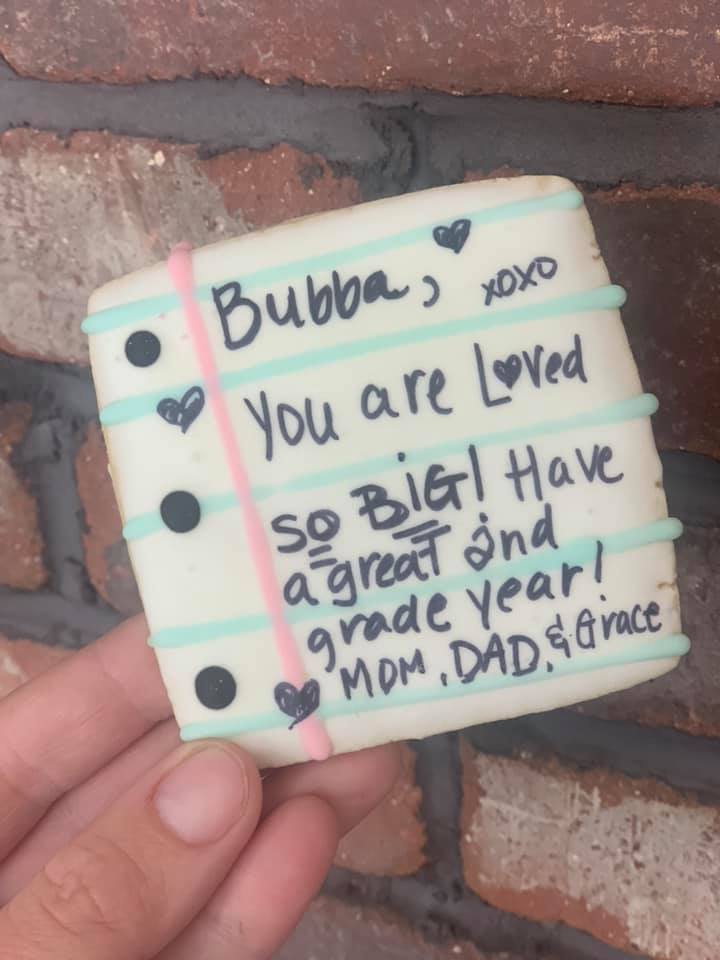 Bubba, xoxo
You are Loved
so BiG! Have
a great 2nd
grade year!
MOM, DAD, & Grace